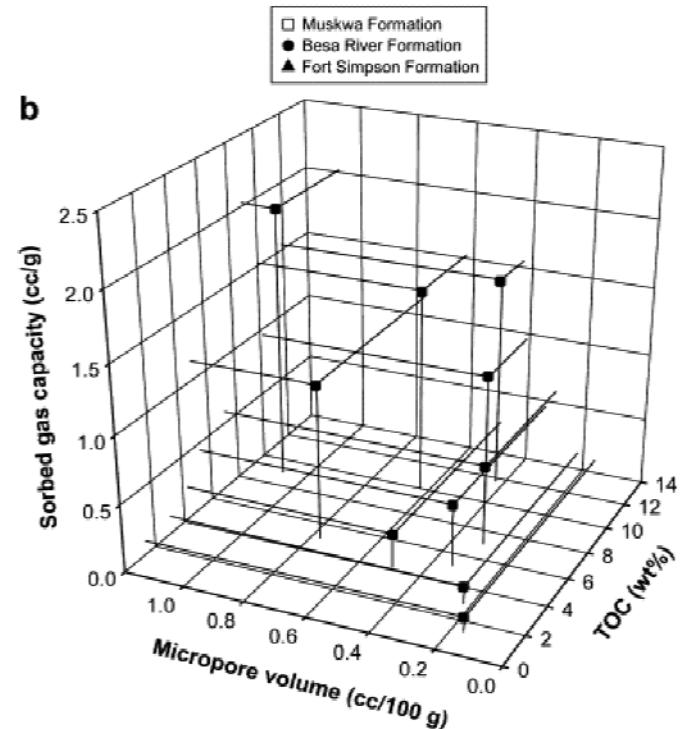 Muskwa Formation
Besa River Formation
Fort Simpson Formation
b
2.5
2.0
1.5
1.0
0.5
0.0
Sorbed gas capacity (cc/g)
1.0
0.8
0.6
0.4
0.2
0.0
Micropore volume (cc/100 g)
14
12
10
8
6
4
2
0
TOC (wt%)